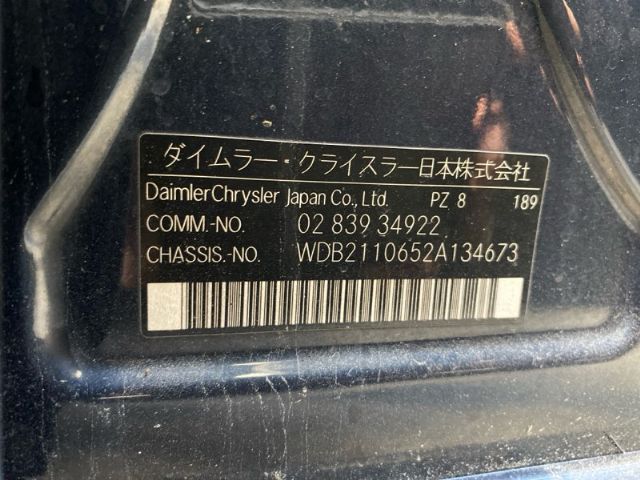 ダイムラー・クライスラー日本株式会社
DaimlerChrysler Japan Co., Ltd. PZ 8 189
COMM.-NO. 02 839 34922
CHASSIS.-NO. WDB2110652A134673